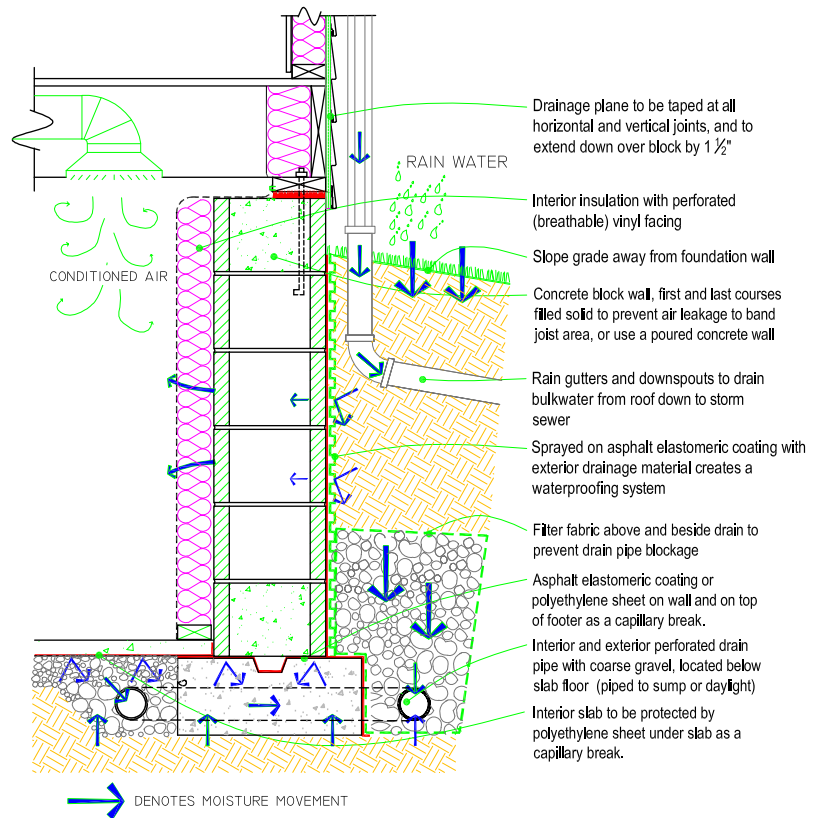 Drainage plane to be taped at all
horizontal and vertical joints, and to
extend down over block by 1 ½"
RAIN WATER
Interior insulation with perforated
(breathable) vinyl facing
Slope grade away from foundation wall
CONDITIONED AIR
Concrete block wall, first and last courses
filled solid to prevent air leakage to band
joist area, or use a poured concrete wall
Rain gutters and downspouts to drain
bulkwater from roof down to storm
sewer
Sprayed on asphalt elastomeric coating with
exterior drainage material creates a
waterproofing system
Filter fabric above and beside drain to
prevent drain pipe blockage
Asphalt elastomeric coating or
polyethylene sheet on wall and on top
of footer as a capillary break.
Interior and exterior perforated drain
pipe with coarse gravel, located below
slab floor (piped to sump or daylight)
Interior slab to be protected by
polyethylene sheet under slab as a
capillary break.
DENOTES MOISTURE MOVEMENT